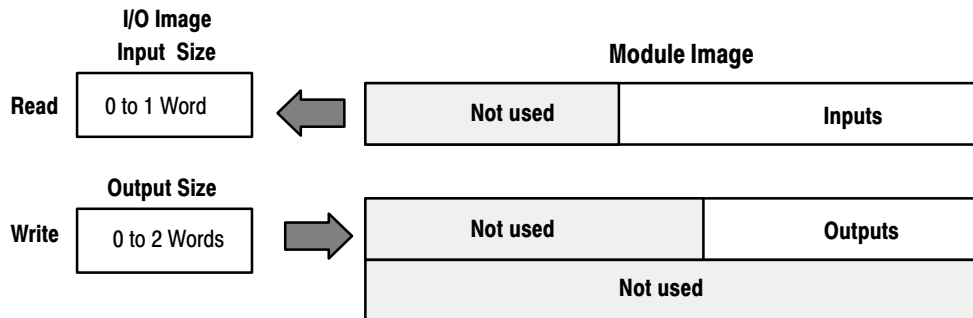 I/O Image
Input Size
Module Image
Read
0 to 1 Word
Not used
Inputs
Output Size
Write
0 to 2 Words
Not used
Outputs
Not used